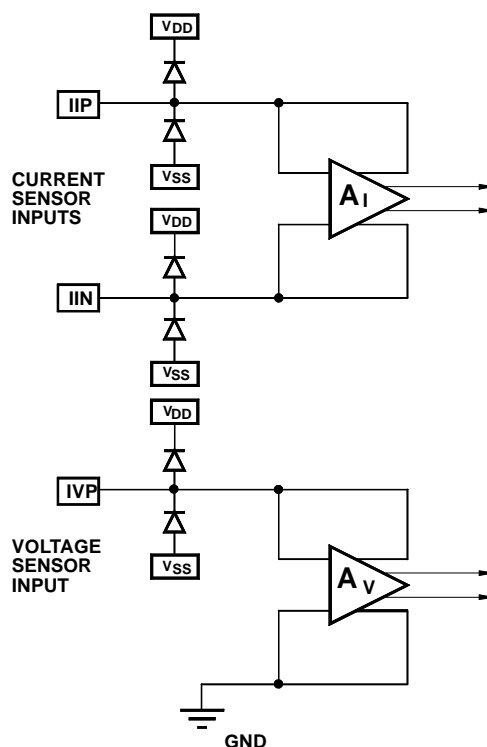 VDD
IIP
VSS
CURRENT
SENSOR
INPUTS
AI
VDD
IIN
VSS
VDD
IVP
VOLTAGE
SENSOR
INPUT
VSS
AV
GND